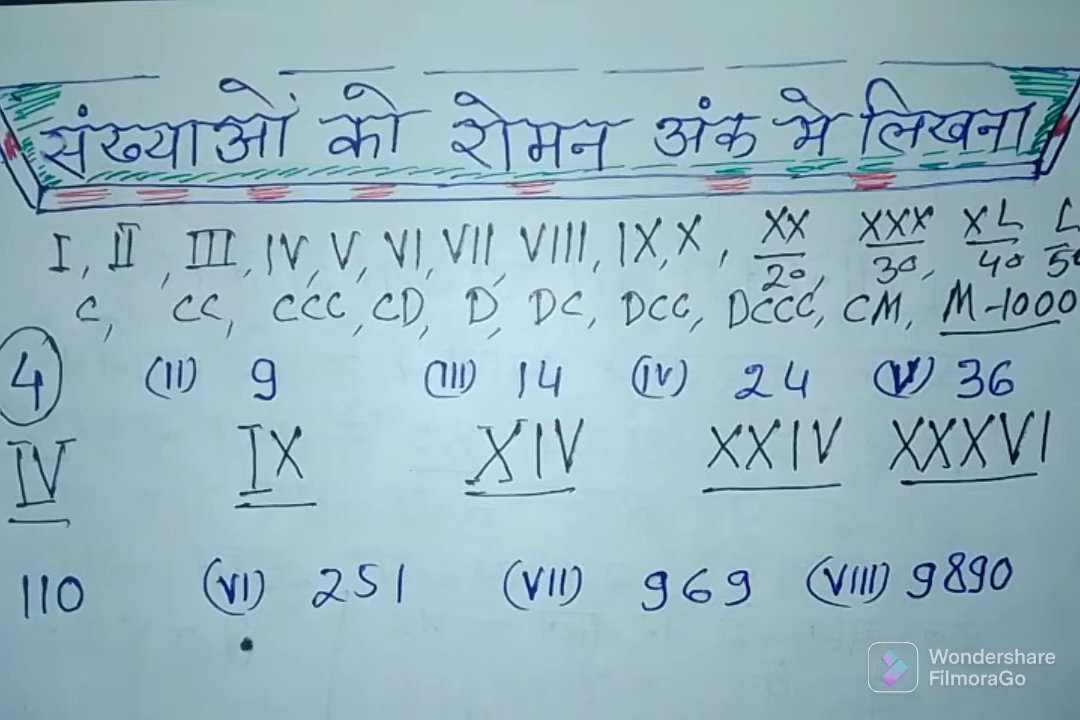 संख्याओं को रोमन अंक मे लिखना
I, II, III, IV, V, VI, VII, VIII, IX, X, XX XXX XL L
20, 30, 40 50
C, CC, CCC, CD, D, DC, DCC, DCCC, CM, M-1000
4 (II) 9 (III) 14 (IV) 24 (V) 36
IV IX XIV XXIV XXXVI
110 (VI) 251 (VII) 969 (VIII) 9890
Wondershare
FilmoraGo